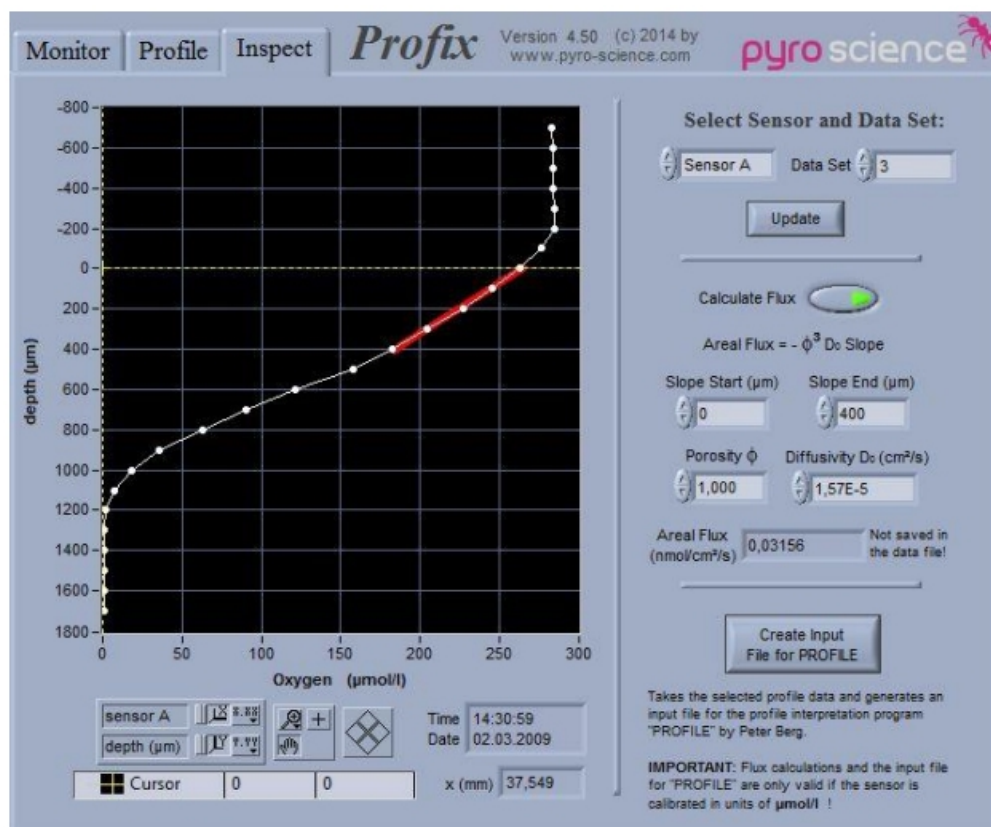 Monitor
Profile
Inspect
Profix
Version 4.50 (c) 2014 by
www.pyro-science.com
pyro science
-800
-600
-400
-200
0
200
400
600
800
1000
1200
1400
1600
1800
depth (µm)
0 50 100 150 200 250 300
Oxygen (µmol/l)
sensor A
depth (µm)
Time 14:30:59
Date 02.03.2009
Cursor 0 0
x (mm) 37,549
Select Sensor and Data Set:
Sensor A Data Set 3
Update
Calculate Flux
Areal Flux = - ϕ³ D₀ Slope
Slope Start (µm) Slope End (µm)
0 400
Porosity ϕ Diffusivity D₀ (cm²/s)
1,000 1,57E-5
Areal Flux
(nmol/cm²/s)
0,03156
Not saved in
the data file!
Create Input
File for PROFILE
Takes the selected profile data and generates an
input file for the profile interpretation program
"PROFILE" by Peter Berg.
IMPORTANT: Flux calculations and the input file
for "PROFILE" are only valid if the sensor is
calibrated in units of µmol/l !